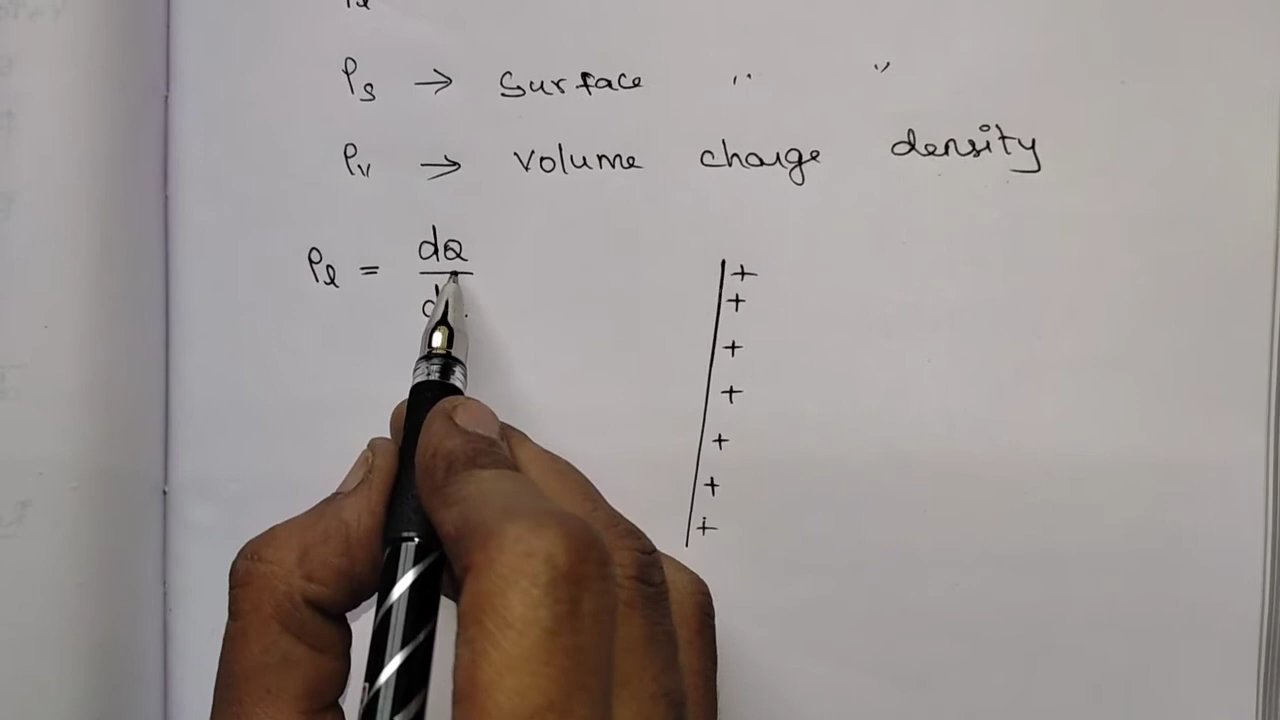 ρs → Surface " "
ρv → Volume charge density
ρl = dQ
+
+
+
+
+
+
+